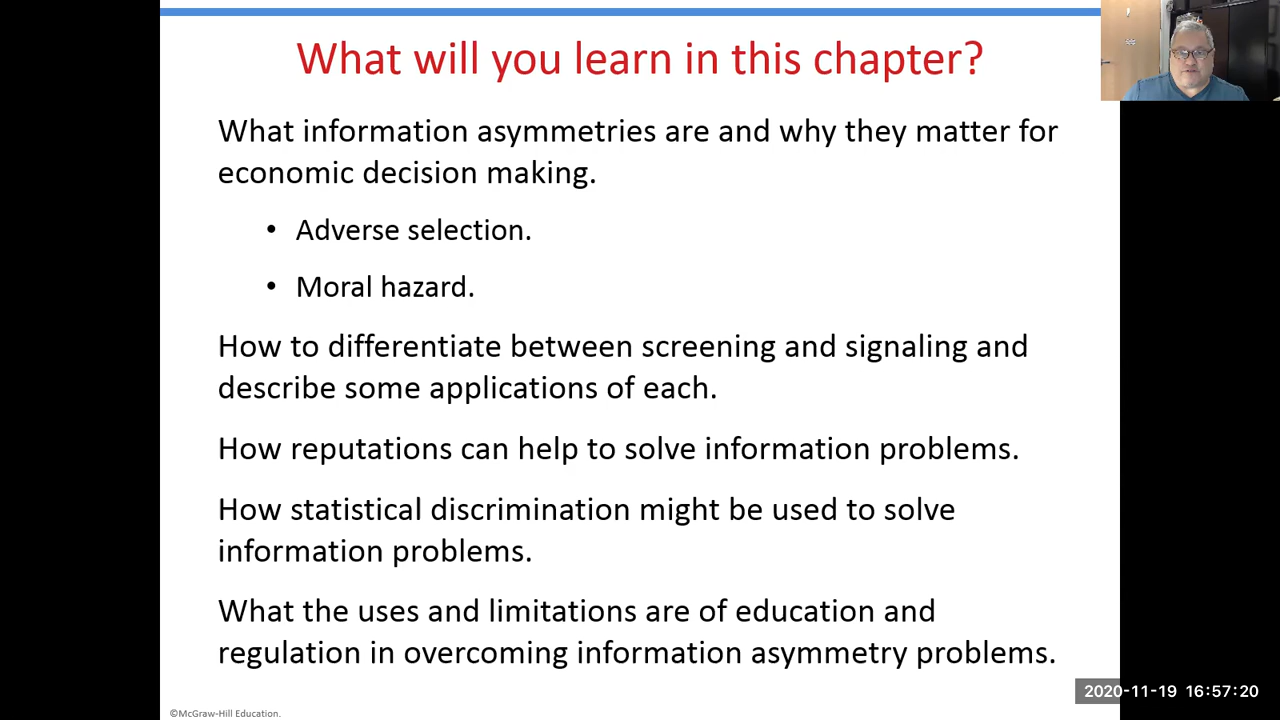 What will you learn in this chapter?
What information asymmetries are and why they matter for
economic decision making.
• Adverse selection.
• Moral hazard.
How to differentiate between screening and signaling and
describe some applications of each.
How reputations can help to solve information problems.
How statistical discrimination might be used to solve
information problems.
What the uses and limitations are of education and
regulation in overcoming information asymmetry problems.
2020-11-19 16:57:20
©McGraw-Hill Education.